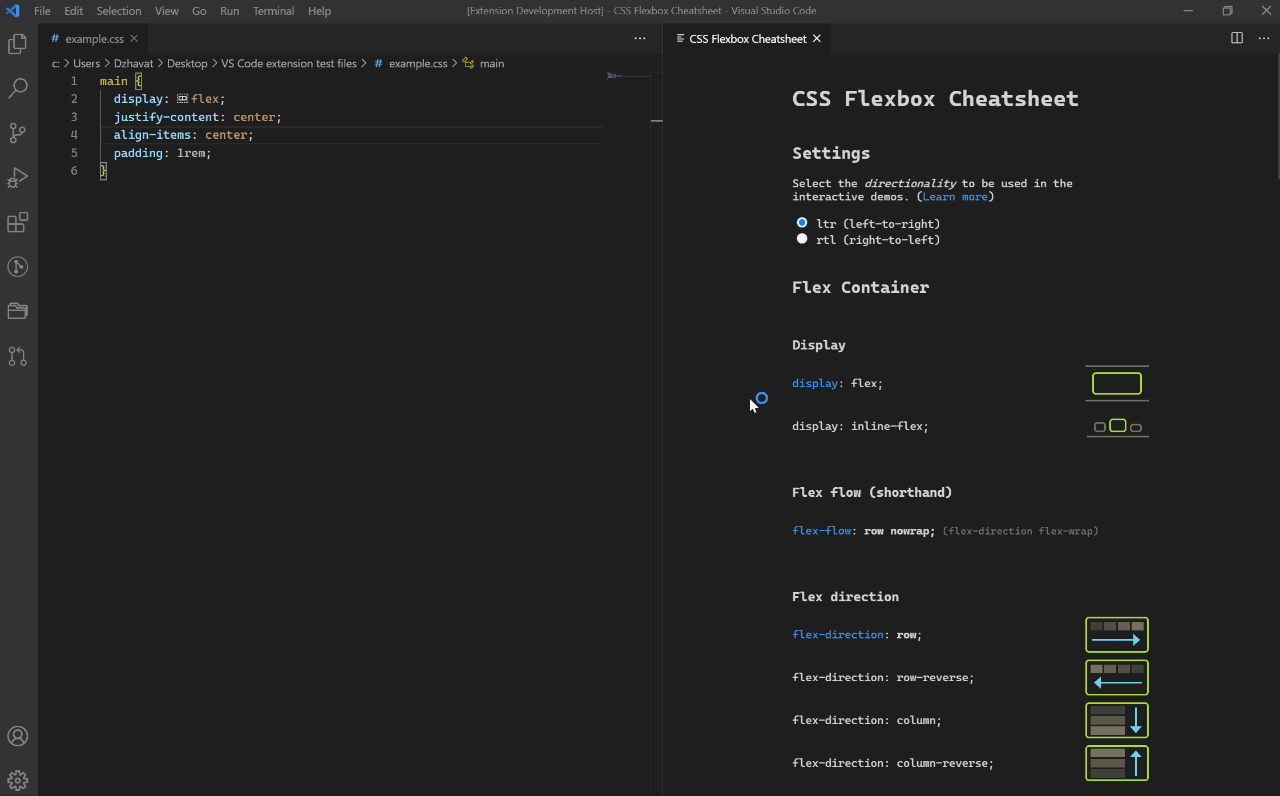 File Edit Selection View Go Run Terminal Help
[Extension Development Host] - CSS Flexbox Cheatsheet - Visual Studio Code
# example.css
c: > Users > Dzhavat > Desktop > VS Code extension test files > # example.css > main
1 main {
2 display: flex;
3 justify-content: center;
4 align-items: center;
5 padding: 1rem;
6 }
CSS Flexbox Cheatsheet
CSS Flexbox Cheatsheet
Settings
Select the directionality to be used in the
interactive demos. (Learn more)
ltr (left-to-right)
rtl (right-to-left)
Flex Container
Display
display: flex;
display: inline-flex;
Flex flow (shorthand)
flex-flow: row nowrap; (flex-direction flex-wrap)
Flex direction
flex-direction: row;
flex-direction: row-reverse;
flex-direction: column;
flex-direction: column-reverse;